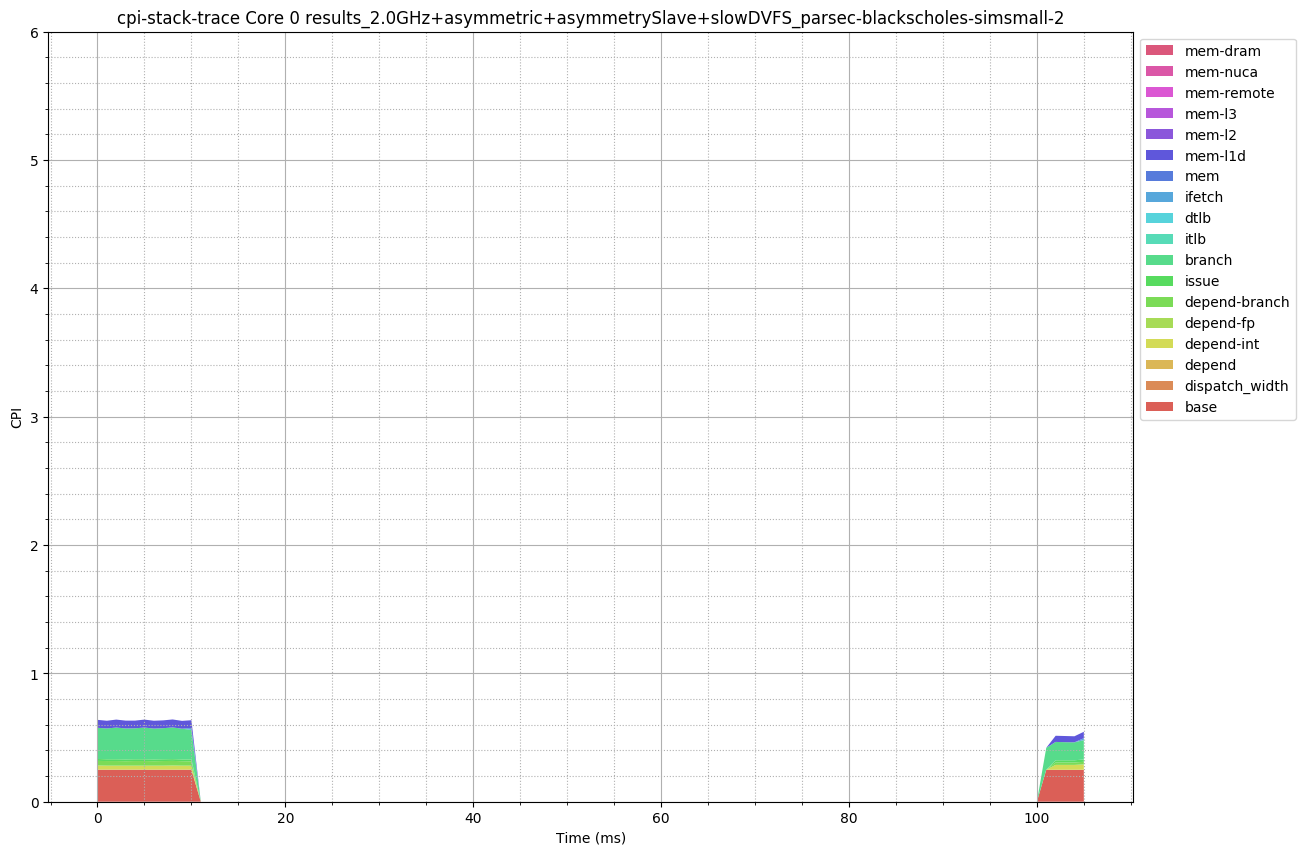 cpi-stack-trace Core 0 results_2.0GHz+asymmetric+asymmetrySlave+slowDVFS_parsec-blackscholes-simsmall-2
6
5
4
3
2
1
0
CPI
0
20
40
60
80
100
Time (ms)
mem-dram
mem-nuca
mem-remote
mem-l3
mem-l2
mem-l1d
mem
ifetch
dtlb
itlb
branch
issue
depend-branch
depend-fp
depend-int
depend
dispatch_width
base